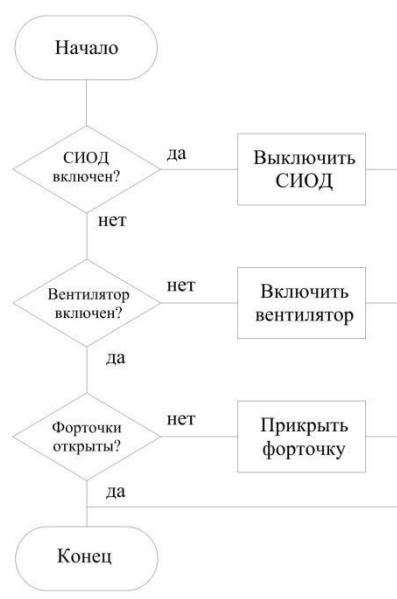 Начало
СИОД
включен?
да
Выключить
СИОД
нет
Вентилятор
включен?
нет
Включить
вентилятор
да
Форточки
открыты?
нет
Прикрыть
форточку
да
Конец